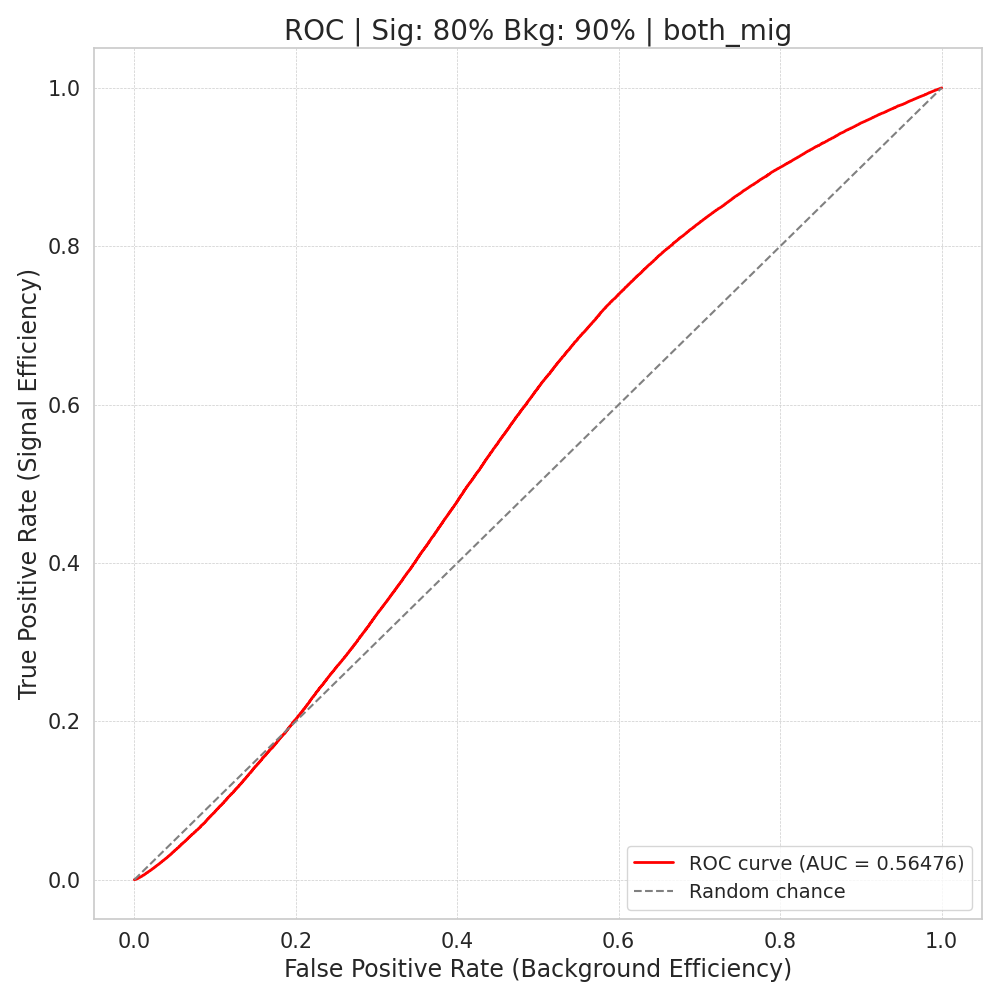 ROC | Sig: 80% Bkg: 90% | both_mig
True Positive Rate (Signal Efficiency)
1.0
0.8
0.6
0.4
0.2
0.0
ROC curve (AUC = 0.56476)
Random chance
0.0 0.2 0.4 0.6 0.8 1.0
False Positive Rate (Background Efficiency)